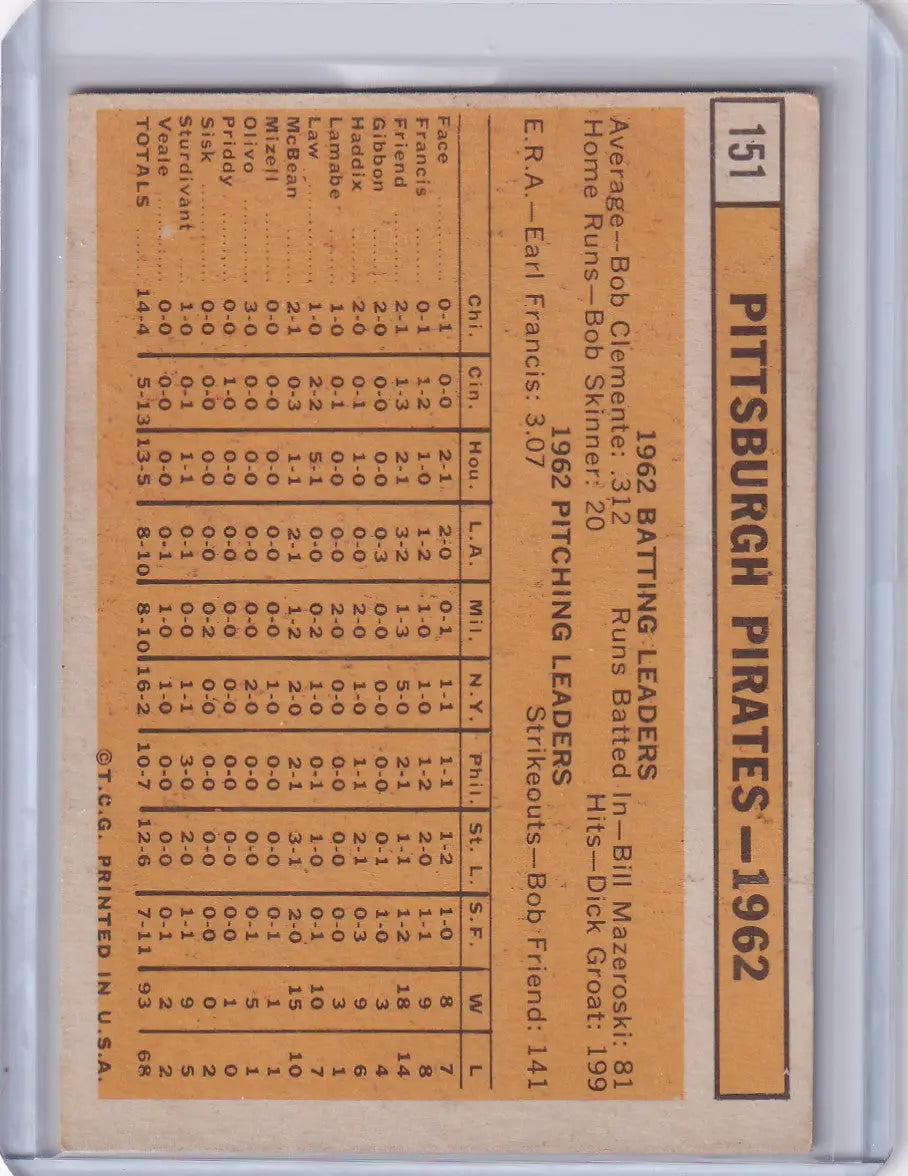 151 PITTSBURGH PIRATES—1962
1962 BATTING LEADERS
Average—Bob Clemente: .312 Runs Batted In—Bill Mazeroski: 81
Home Runs—Bob Skinner: 20 Hits—Dick Groat: 199
1962 PITCHING LEADERS
E.R.A.—Earl Francis: 3.07 Strikeouts—Bob Friend: 141
Chi. Cin. Hou. L.A. Mil. N.Y. Phil. St. L. S.F. W L
Face 0-1 0-0 2-1 2-0 0-1 1-1 1-1 1-2 1-0 8 7
Francis 0-1 1-2 1-0 1-2 1-0 1-0 1-2 2-0 1-1 9 8
Friend 2-1 1-3 2-1 3-2 1-3 5-0 2-1 1-1 1-2 18 14
Gibbon 2-0 0-0 0-0 0-3 0-0 0-0 0-0 0-1 1-0 3 4
Haddix 2-0 0-1 1-0 0-0 2-0 1-0 1-1 2-1 0-3 9 6
Lamabe 1-0 0-1 0-0 0-0 2-0 0-0 0-0 0-0 0-0 3 1
Law 1-0 2-2 5-1 0-0 0-2 1-0 0-1 1-0 0-1 10 7
McBean 2-1 0-3 1-1 2-1 1-2 2-0 2-1 3-1 2-0 15 10
Mizell 0-0 0-0 0-0 0-0 0-0 1-0 0-0 0-0 0-1 1 1
Olivo 3-0 0-0 0-0 0-0 0-0 2-0 0-0 0-0 0-1 5 1
Priddy 0-0 1-0 0-0 0-0 0-0 0-0 0-0 0-0 0-0 1 0
Sisk 0-0 0-0 0-0 0-0 0-2 0-0 0-0 0-0 0-0 0 2
Sturdivant 1-0 0-1 1-1 0-1 0-0 1-1 3-0 2-0 1-1 9 5
Veale 0-0 0-0 0-0 0-1 1-0 1-0 0-0 0-0 0-1 2 2
TOTALS 14-4 5-13 13-5 8-10 8-10 16-2 10-7 12-6 7-11 93 68
©T.C.G. PRINTED IN U.S.A.